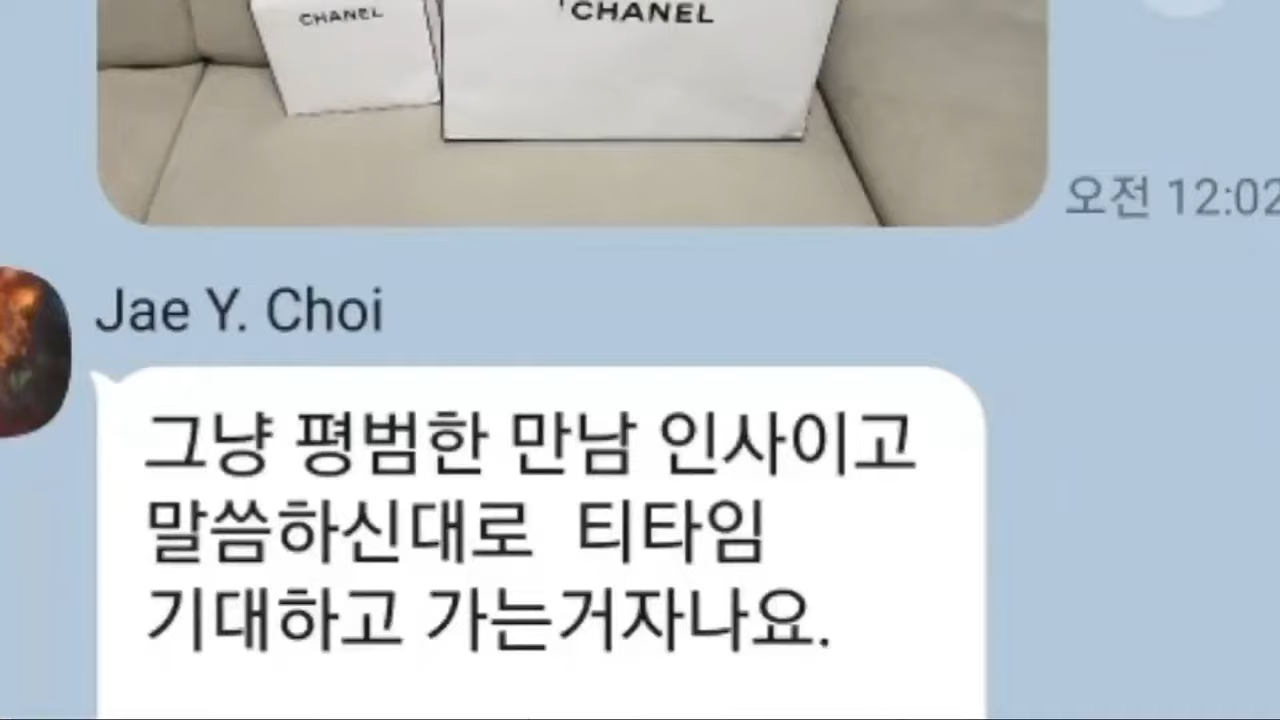 CHANEL
CHANEL
오전 12:02
Jae Y. Choi
그냥 평범한 만남 인사이고
말씀하신대로 티타임
기대하고 가는거자나요.